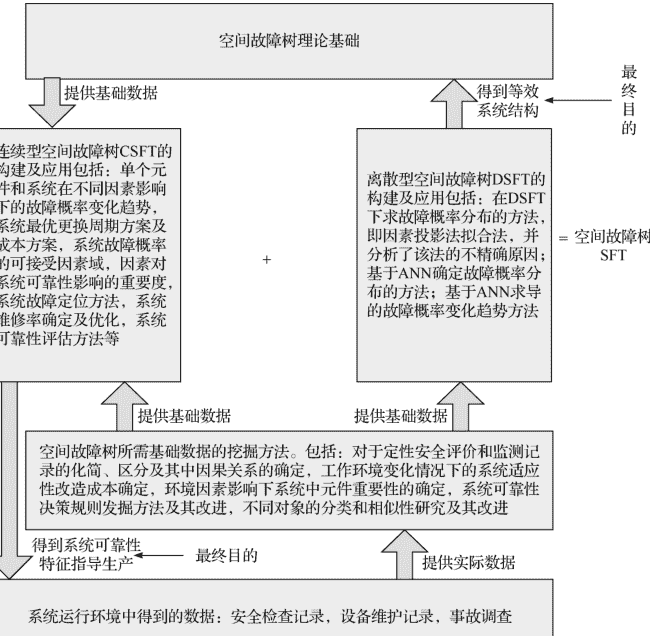 空间故障树理论基础
提供基础数据
得到等效
系统结构
最
终
目
的
连续型空间故障树CSFT的
构建及应用包括：单个元
件和系统在不同因素影响
下的故障概率变化趋势，
系统最优更换周期方案及
成本方案，系统故障概率
的可接受因素域，因素对
系统可靠性影响的重要度，
系统故障定位方法，系统
维修率确定及优化，系统
可靠性评估方法等
+
离散型空间故障树DSFT的
构建及应用包括：在DSFT
下求故障概率分布的方法，
即因素投影法拟合法，并
分析了该法的不精确原因；
基于ANN确定故障概率分
布的方法；基于ANN求导
的故障概率变化趋势方法
= 空间故障树
SFT
提供基础数据
提供基础数据
空间故障树所需基础数据的挖掘方法。包括：对于定性安全评价和监测记
录的化简、区分及其中因果关系的确定，工作环境变化情况下的系统适应
性改造成本确定，环境因素影响下系统中元件重要性的确定，系统可靠性
决策规则发掘方法及其改进，不同对象的分类和相似性研究及其改进
得到系统可靠性
特征指导生产
最终目的
提供实际数据
系统运行环境中得到的数据：安全检查记录，设备维护记录，事故调查